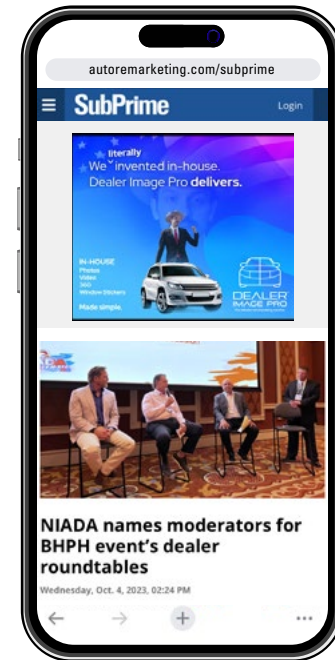 autoremarketing.com/subprime
SubPrime
Login
literally
We ˇ invented in-house.
Dealer Image Pro delivers.
IN-HOUSE
Photos
Video
360
Window Stickers
Made simple.
DEALER
IMAGE PRO
NIADA names moderators for
BHPH event's dealer
roundtables
Wednesday, Oct. 4, 2023, 02:24 PM